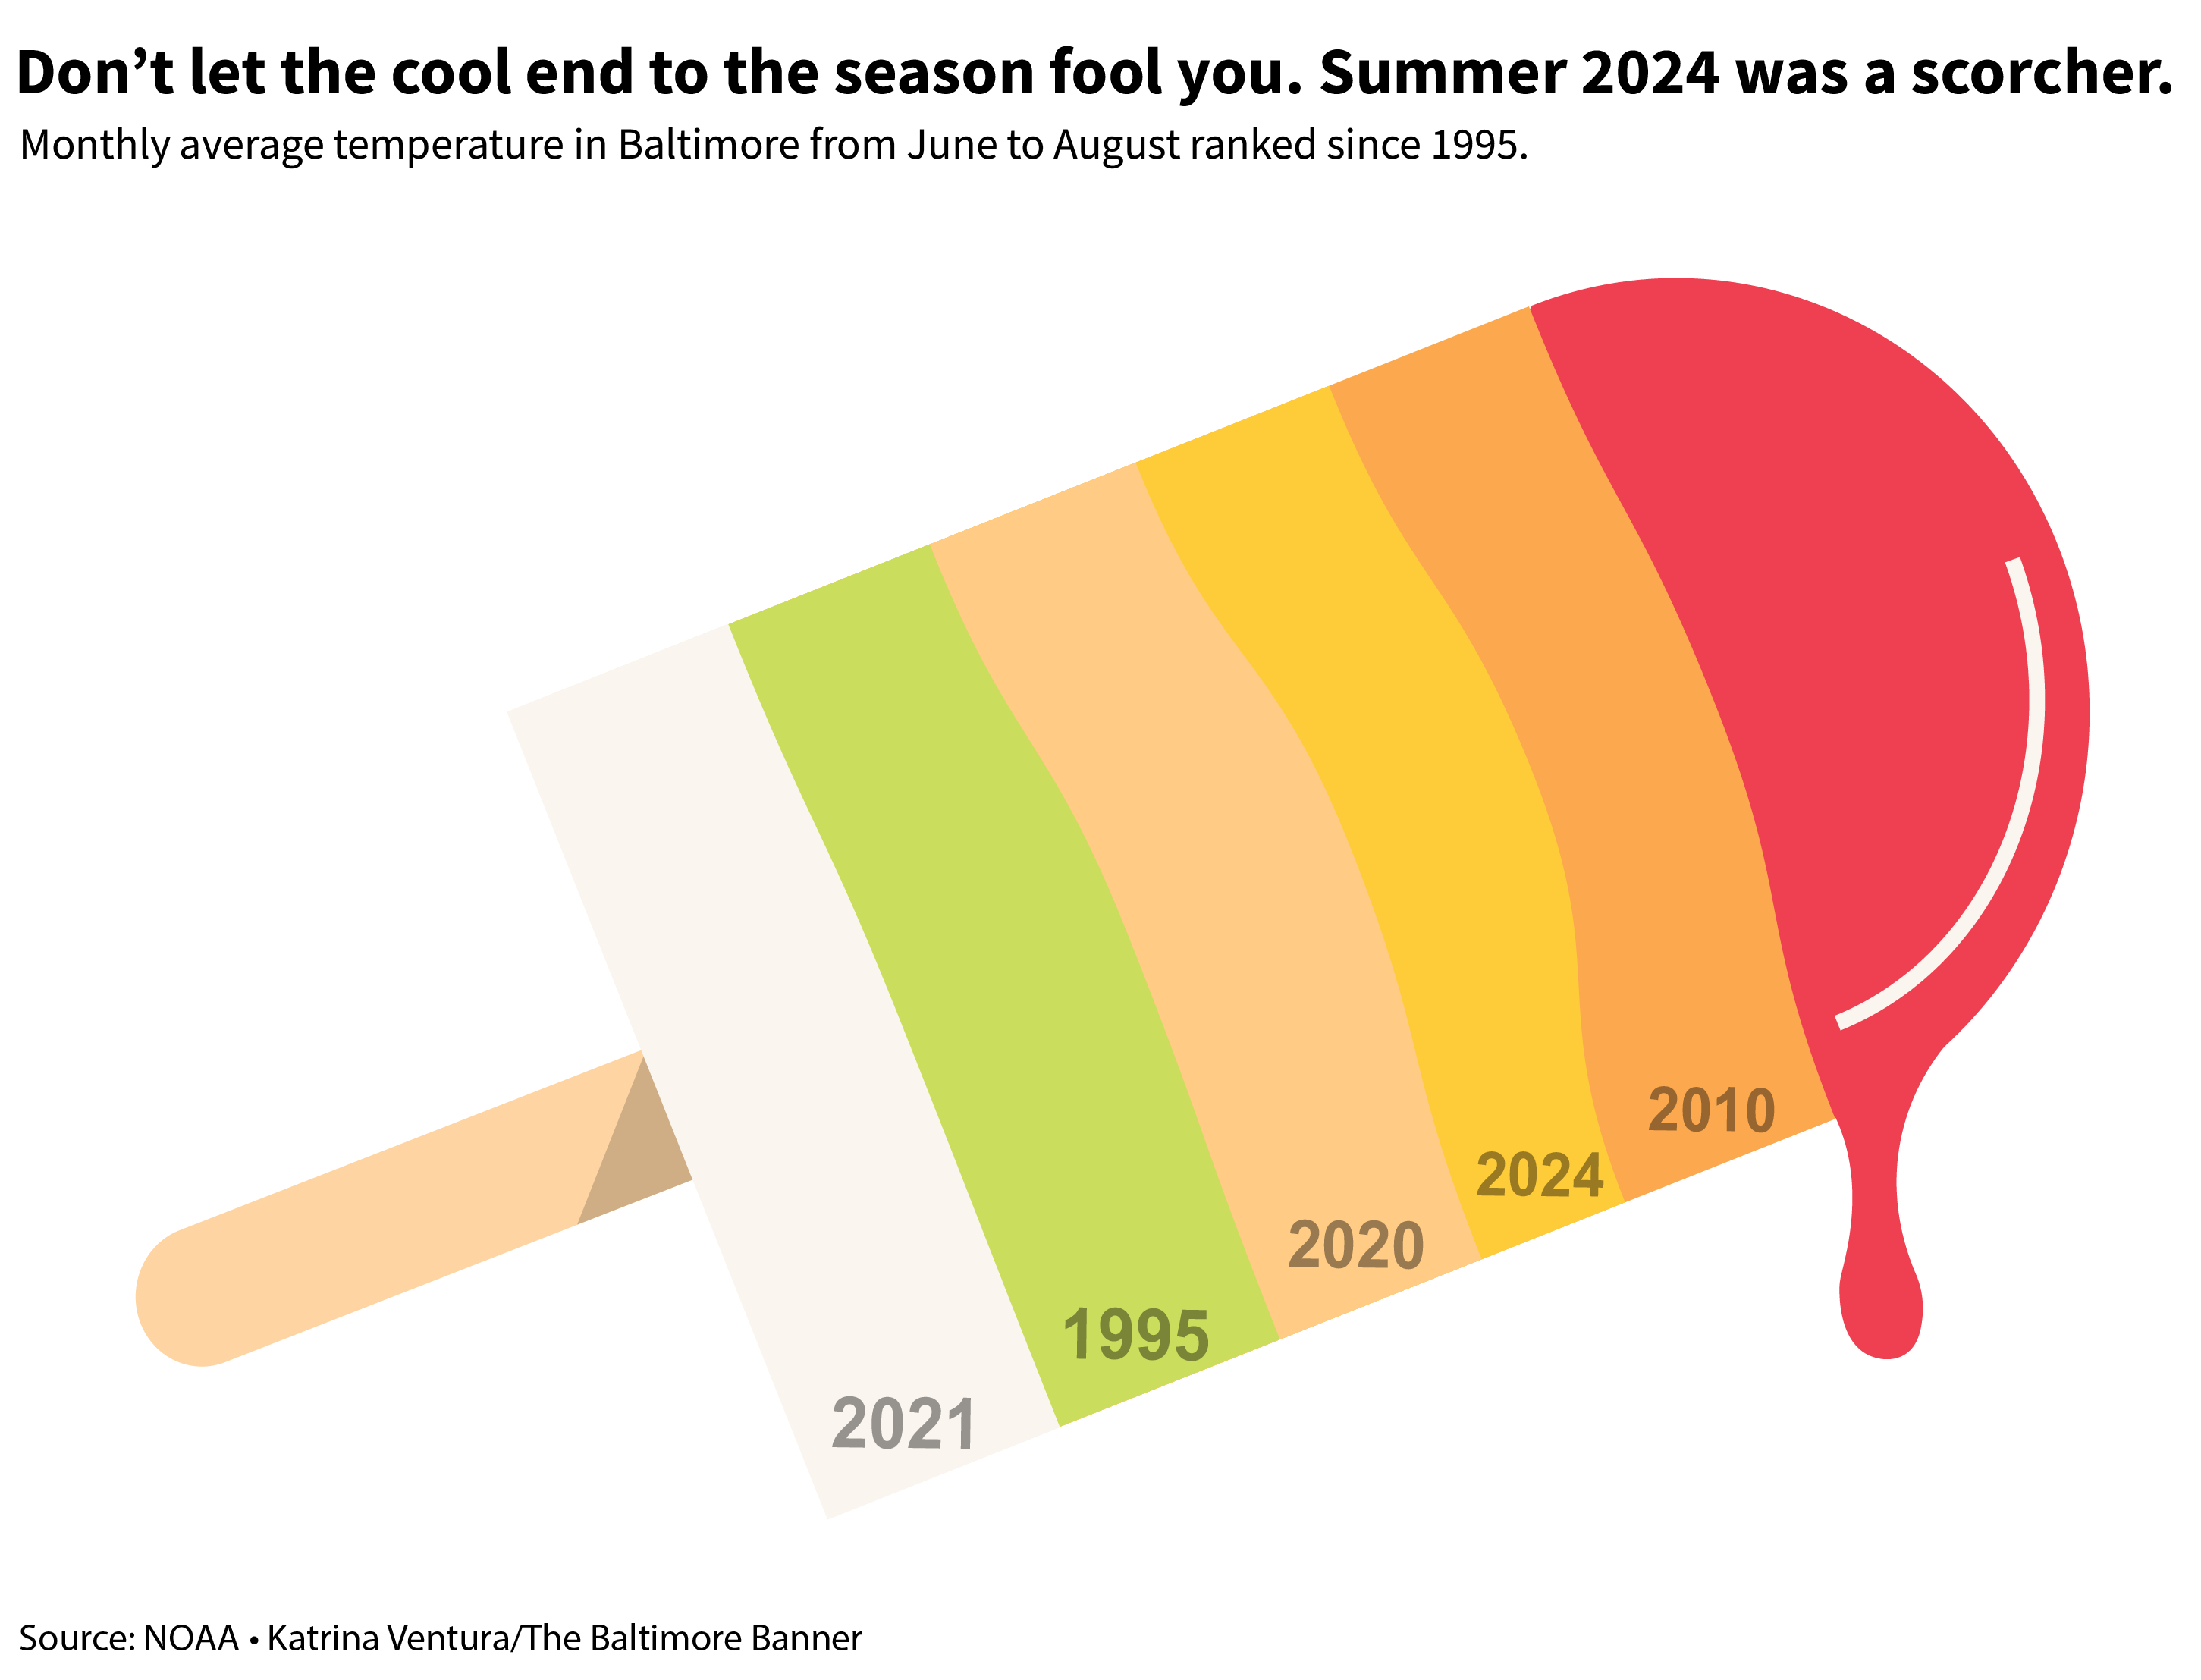 Don’t let the cool end to the season fool you. Summer 2024 was a scorcher.
Monthly average temperature in Baltimore from June to August ranked since 1995.
2010
2024
2020
1995
2021
Source: NOAA • Katrina Ventura/The Baltimore Banner